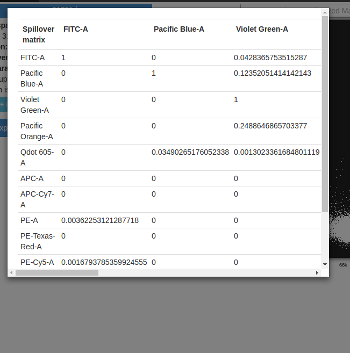 Spillover matrix FITC-A Pacific Blue-A Violet Green-A
FITC-A 1 0 0.0428365753515287
Pacific Blue-A 0 1 0.12352051414142143
Violet Green-A 0 0 1
Pacific Orange-A 0 0 0.2488646865703377
Qdot 605-A 0 0.03490265176052338 0.0013023361684801119
APC-A 0 0 0
APC-Cy7-A 0 0 0
PE-A 0.00362253121287718 0 0
PE-Texas-Red-A 0 0 0
PE-Cy5-A 0.0016793785359924555 0 0